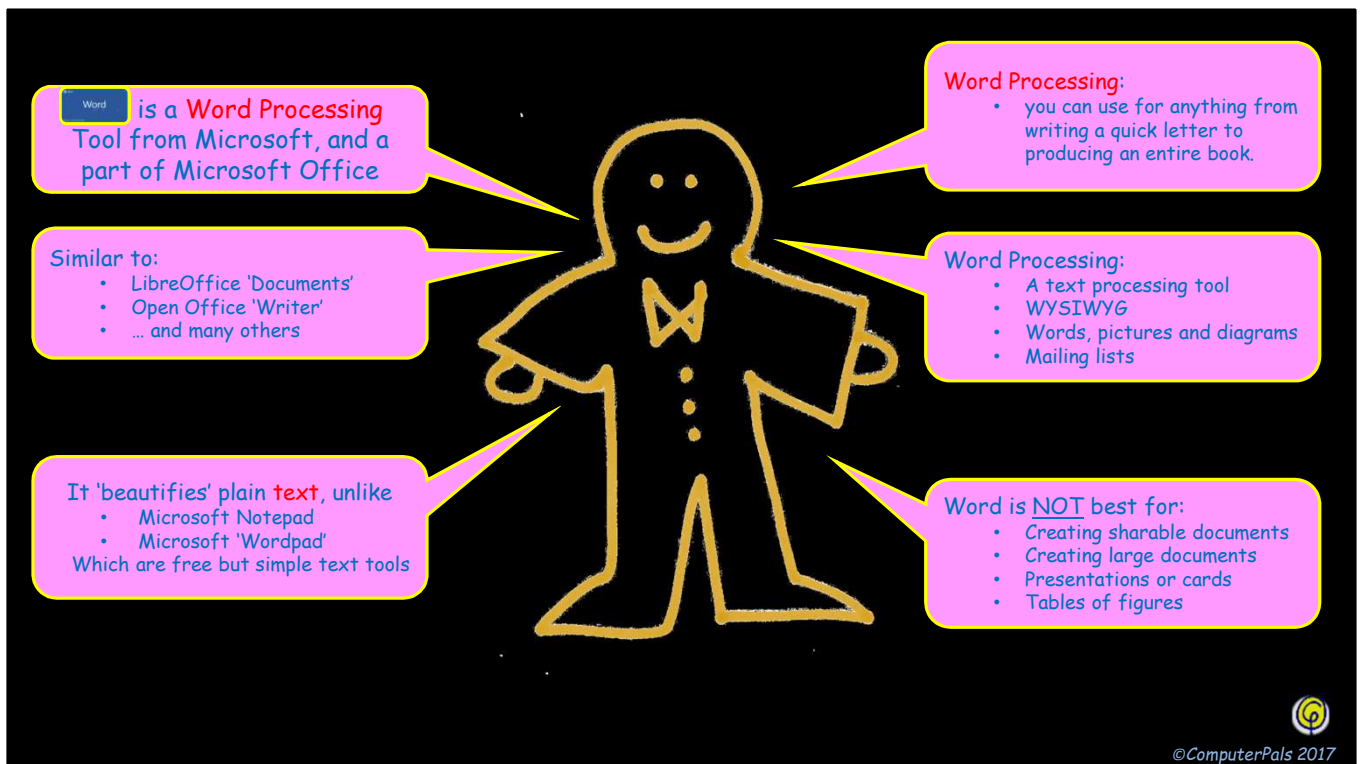 Word is a Word Processing
Tool from Microsoft, and a
part of Microsoft Office
Similar to:
• LibreOffice ‘Documents’
• Open Office ‘Writer’
• … and many others
It ‘beautifies’ plain text, unlike
• Microsoft Notepad
• Microsoft ‘Wordpad’
Which are free but simple text tools
Word Processing:
• you can use for anything from
writing a quick letter to
producing an entire book.
Word Processing:
• A text processing tool
• WYSIWYG
• Words, pictures and diagrams
• Mailing lists
Word is NOT best for:
• Creating sharable documents
• Creating large documents
• Presentations or cards
• Tables of figures
©ComputerPals 2017